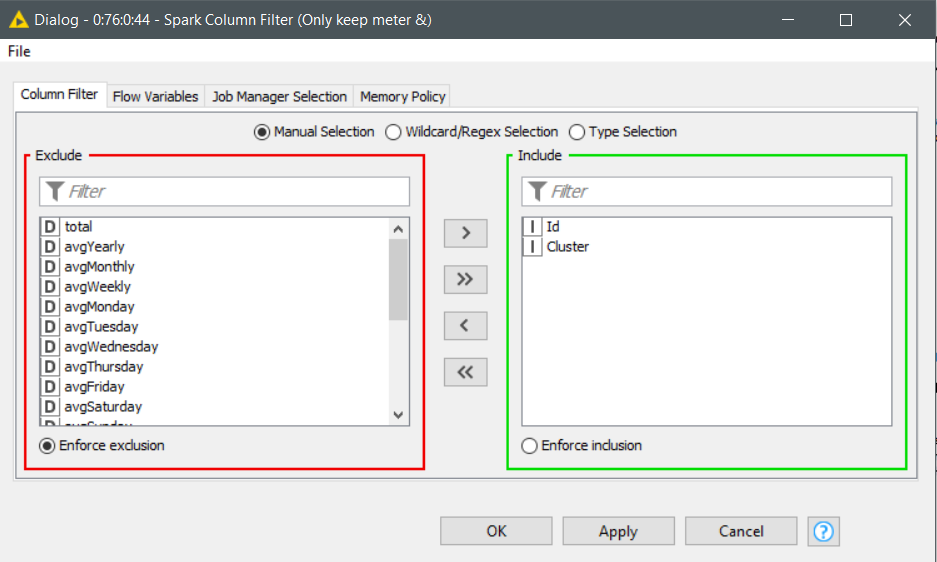 Dialog - 0:76:0:44 - Spark Column Filter (Only keep meter &)
File
Column Filter Flow Variables Job Manager Selection Memory Policy
Manual Selection Wildcard/Regex Selection Type Selection
Exclude Include
Filter Filter
D total I Id
D avgYearly I Cluster
D avgMonthly
D avgWeekly
D avgMonday
D avgTuesday
D avgWednesday
D avgThursday
D avgFriday
D avgSaturday
Enforce exclusion Enforce inclusion
OK Apply Cancel ?